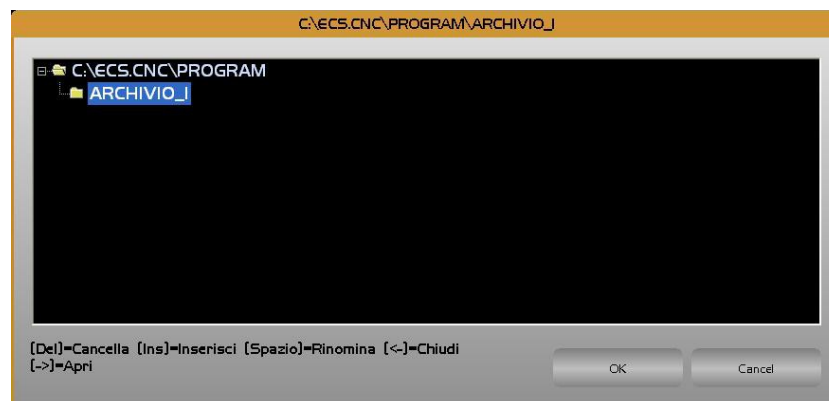 C:\ECS.CNC\PROGRAM\ARCHIVIO_I
C:\ECS.CNC\PROGRAM
ARCHIVIO_I
[Del]=Cancella [Ins]=Inserisci [Spazio]=Rinomina [<-]=Chiudi
[->]=Apri
OK
Cancel